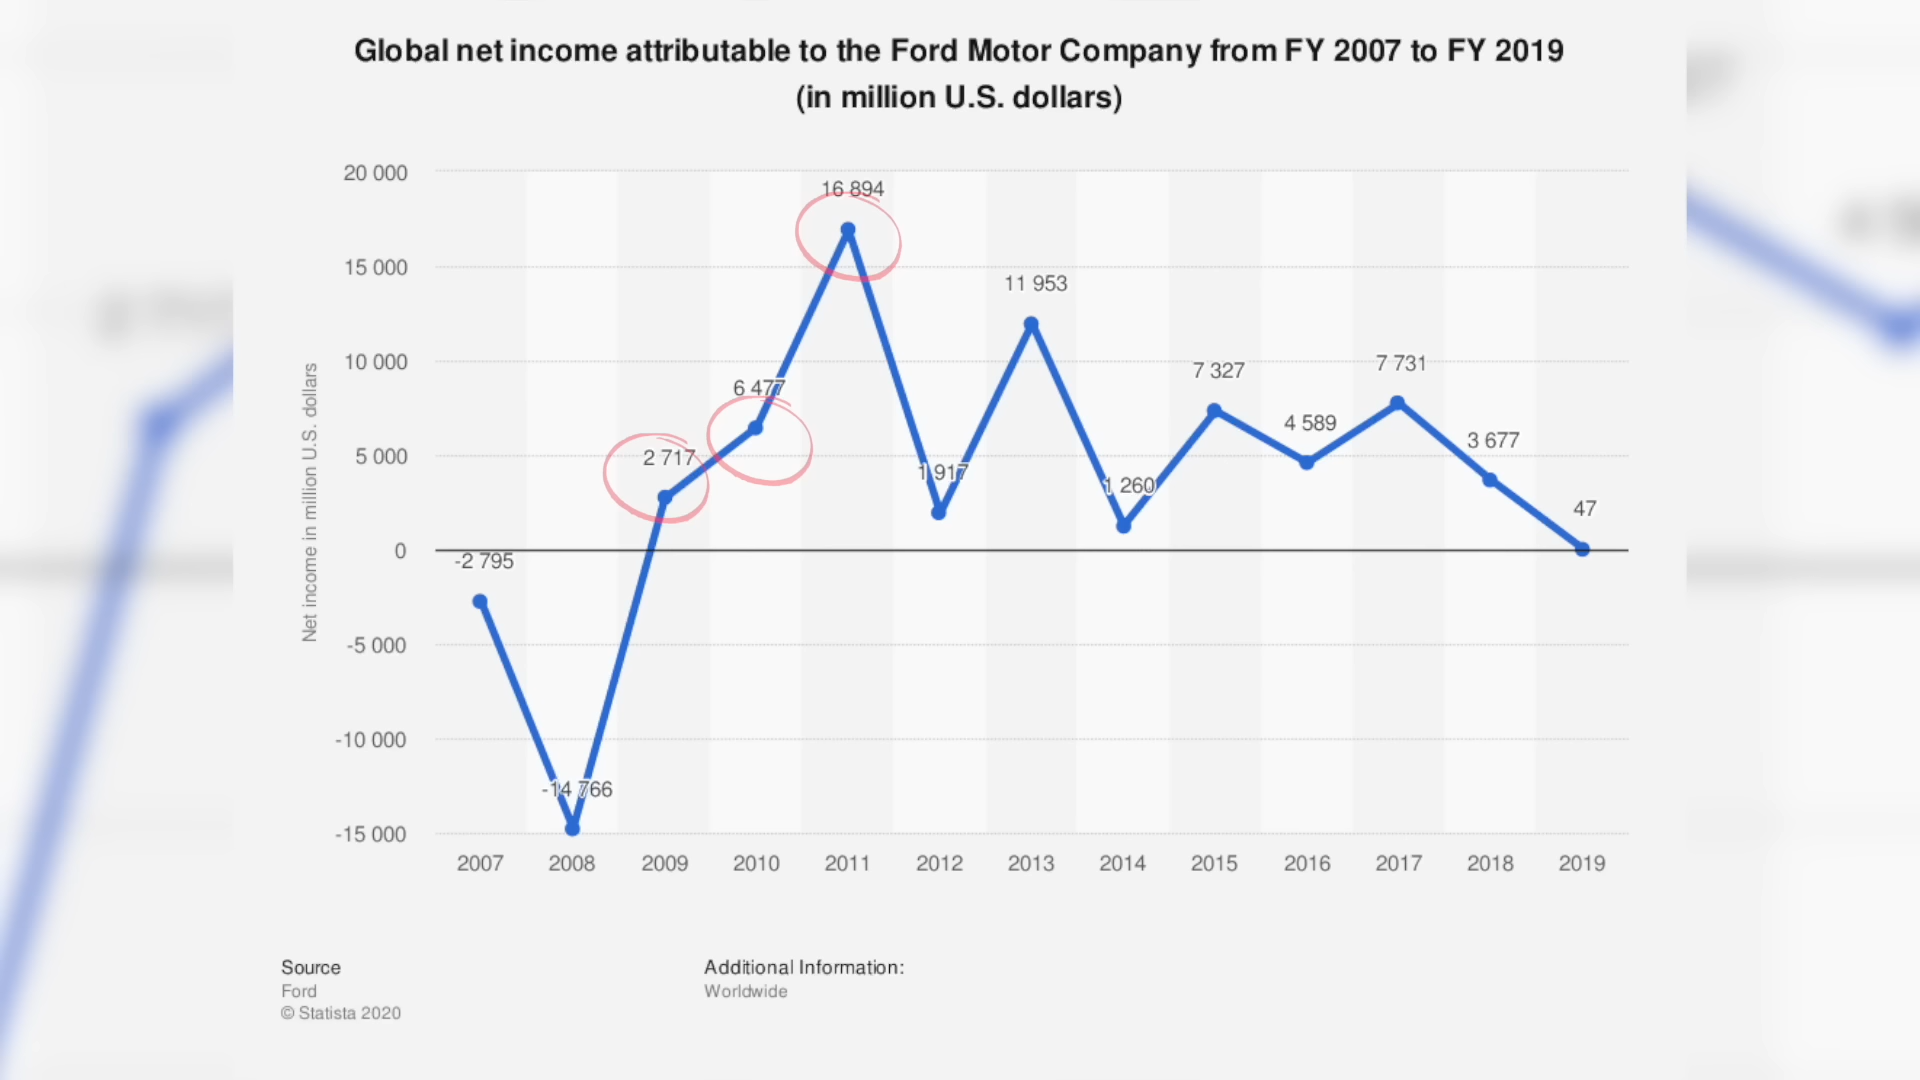 Global net income attributable to the Ford Motor Company from FY 2007 to FY 2019
(in million U.S. dollars)
Net income in million U.S. dollars
20 000
15 000
10 000
5 000
0
-5 000
-10 000
-15 000
-2 795
-14 766
2 717
6 477
16 894
1 917
11 953
1 260
7 327
4 589
7 731
3 677
47
2007 2008 2009 2010 2011 2012 2013 2014 2015 2016 2017 2018 2019
Source
Ford
© Statista 2020
Additional Information:
Worldwide